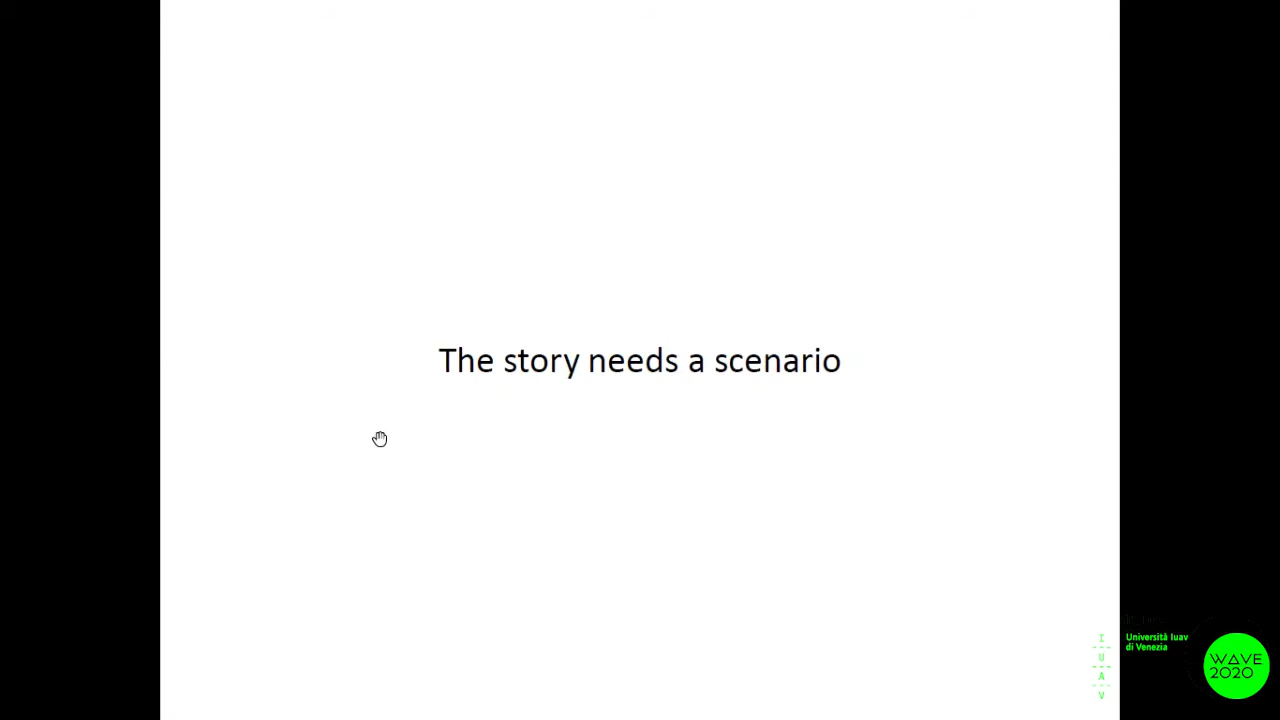 The story needs a scenario
I
U
A
V
Università Iuav
di Venezia
WAVE
2020